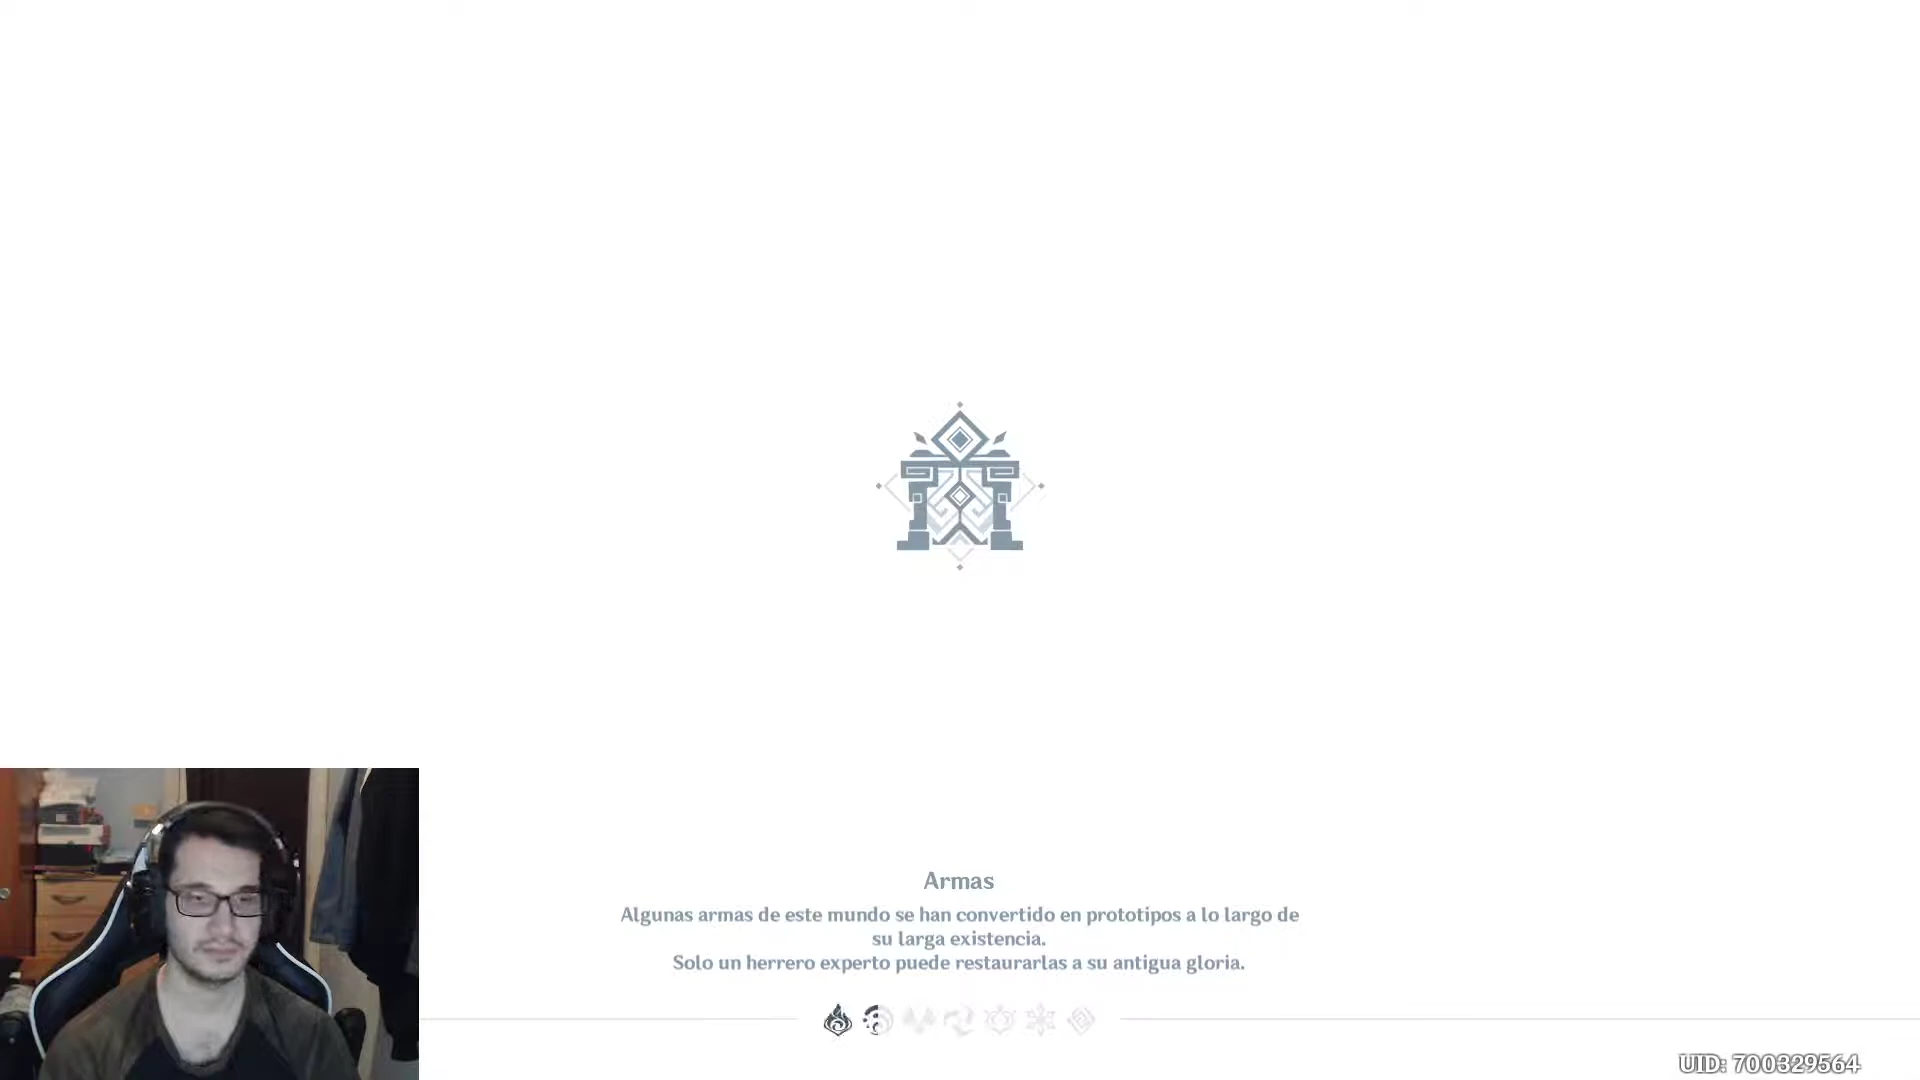 Armas
Algunas armas de este mundo se han convertido en prototipos a lo largo de
su larga existencia.
Solo un herrero experto puede restaurarlas a su antigua gloria.
UID: 700329564